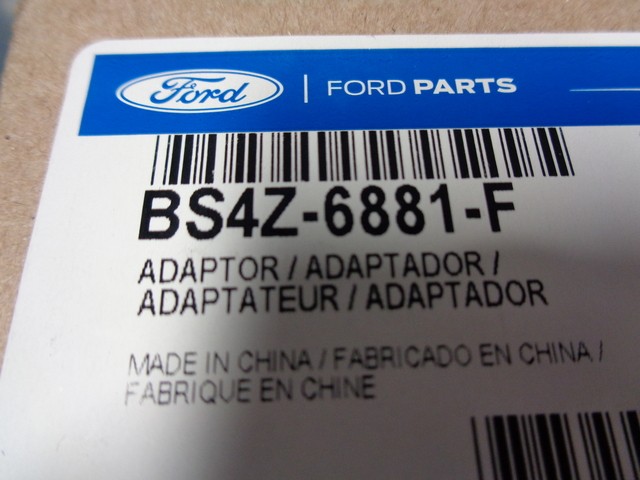 Ford | FORD PARTS
BS4Z-6881-F
ADAPTOR / ADAPTADOR /
ADAPTATEUR / ADAPTADOR
MADE IN CHINA / FABRICADO EN CHINA /
FABRIQUE EN CHINE